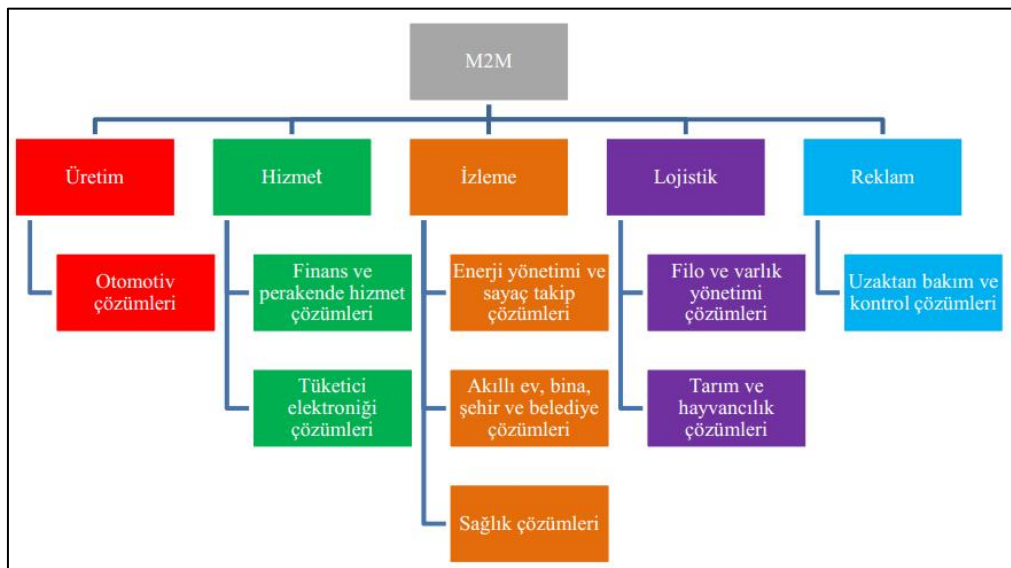 M2M
Üretim
Hizmet
İzleme
Lojistik
Reklam
Otomotiv
çözümleri
Finans ve
perakende hizmet
çözümleri
Enerji yönetimi ve
sayaç takip
çözümleri
Filo ve varlık
yönetimi
çözümleri
Uzaktan bakım ve
kontrol çözümleri
Tüketici
elektroniği
çözümleri
Akıllı ev, bina,
şehir ve belediye
çözümleri
Tarım ve
hayvancılık
çözümleri
Sağlık çözümleri